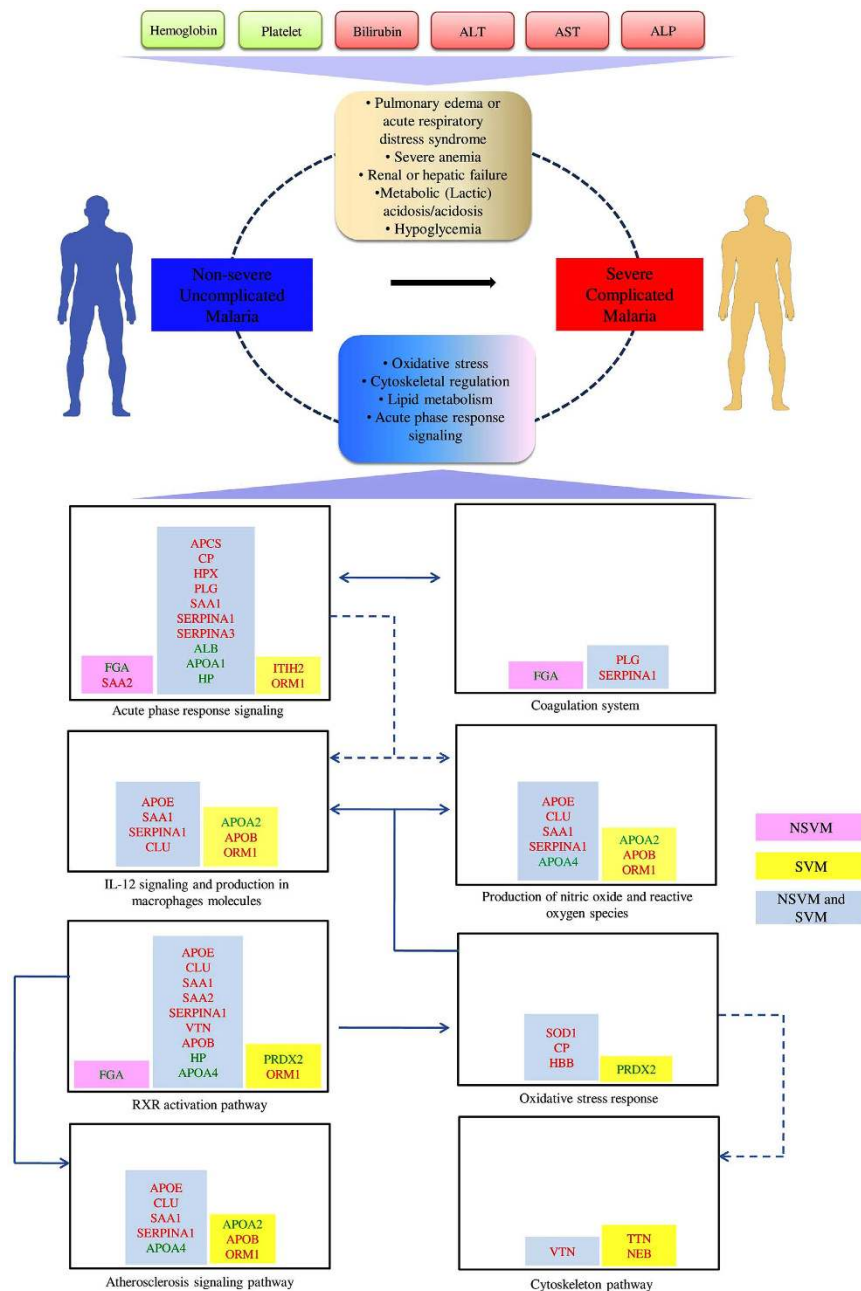 Hemoglobin
Platelet
Bilirubin
ALT
AST
ALP
• Pulmonary edema or
acute respiratory
distress syndrome
• Severe anemia
• Renal or hepatic failure
•Metabolic (Lactic)
acidosis/acidosis
• Hypoglycemia
Non-severe
Uncomplicated
Malaria
Severe
Complicated
Malaria
• Oxidative stress
• Cytoskeletal regulation
• Lipid metabolism
• Acute phase response
signaling
FGA
SAA2
APCS
CP
HPX
PLG
SAA1
SERPINA1
SERPINA3
ALB
APOA1
HP
ITIH2
ORM1
Acute phase response signaling
FGA
PLG
SERPINA1
Coagulation system
APOE
SAA1
SERPINA1
CLU
APOA2
APOB
ORM1
IL-12 signaling and production in
macrophages molecules
APOE
CLU
SAA1
SERPINA1
APOA4
APOA2
APOB
ORM1
Production of nitric oxide and reactive
oxygen species
NSVM
SVM
NSVM and
SVM
FGA
APOE
CLU
SAA1
SAA2
SERPINA1
VTN
APOB
HP
APOA4
PRDX2
ORM1
RXR activation pathway
SOD1
CP
HBB
PRDX2
Oxidative stress response
APOE
CLU
SAA1
SERPINA1
APOA4
APOA2
APOB
ORM1
Atherosclerosis signaling pathway
VTN
TTN
NEB
Cytoskeleton pathway